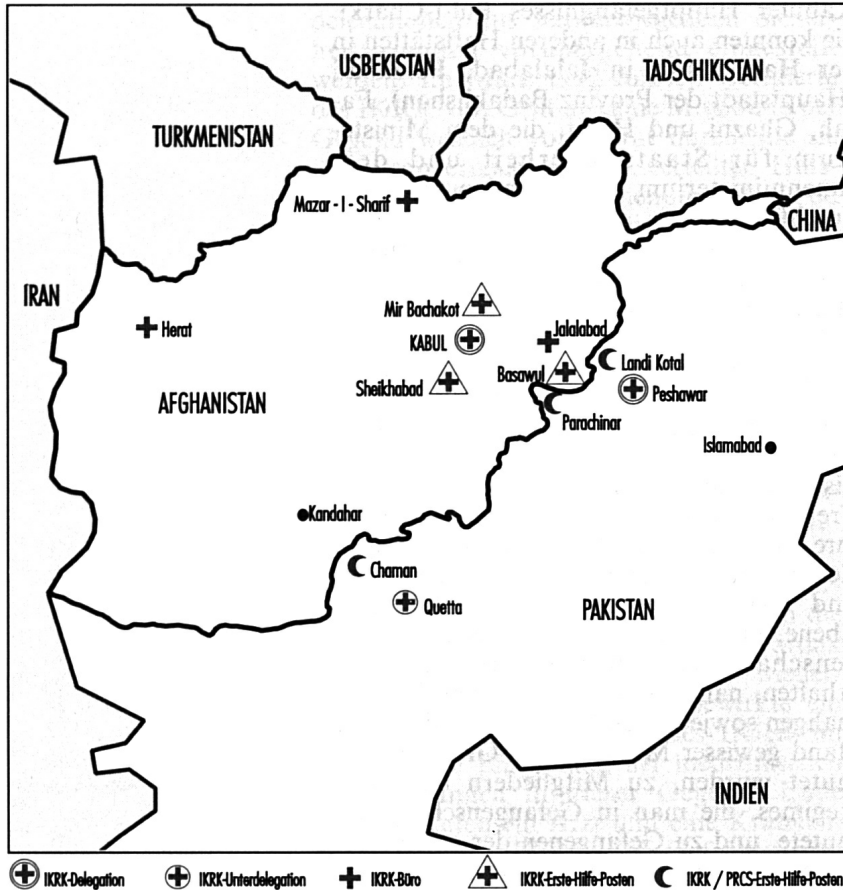 USBEKISTAN
TADSCHIKISTAN
TURKMENISTAN
Mazar - I - Sharif
CHINA
IRAN
Mir Bachakot
Herat
KABUL
Jalalabad
Landi Kotal
Sheikhabad
Basawul
Peshawar
AFGHANISTAN
Parachinar
Islamabad
Kandahar
Chaman
Quetta
PAKISTAN
INDIEN
IKRK-Delegation IKRK-Unterdelegation IKRK-Büro IKRK-Erste-Hilfe-Posten IKRK / PRCS-Erste-Hilfe-Posten